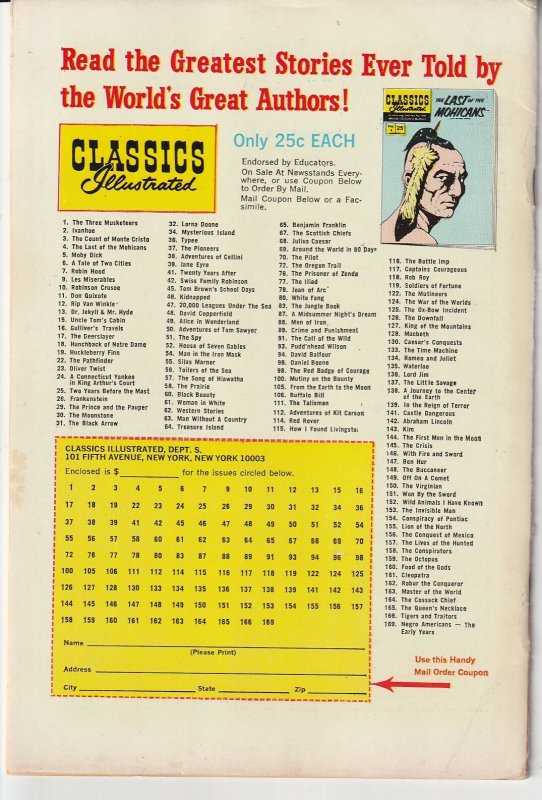 Read the Greatest Stories Ever Told by
the World's Great Authors!
CLASSICS
Illustrated
Only 25c EACH
Endorsed by Educators.
On Sale At Newsstands Every-
where, or use Coupon Below
to Order By Mail.
Mail Coupon Below or a Fac-
simile.
CLASSICS
Illustrated
25
THE LAST OF THE
MOHICANS
1. The Three Musketeers
2. Ivanhoe
3. The Count of Monte Cristo
4. The Last of the Mohicans
5. Moby Dick
6. A Tale of Two Cities
7. Robin Hood
9. Les Miserables
10. Robinson Crusoe
11. Don Quixote
12. Rip Van Winkle
13. Dr. Jekyll & Mr. Hyde
15. Uncle Tom's Cabin
16. Gulliver's Travels
17. The Deerslayer
18. Hunchback of Notre Dame
19. Huckleberry Finn
22. The Pathfinder
23. Oliver Twist
24. A Connecticut Yankee
in King Arthur's Court
25. Two Years Before the Mast
26. Frankenstein
29. The Prince and the Pauper
30. The Moonstone
31. The Black Arrow
32. Lorna Doone
34. Mysterious Island
36. Typee
37. The Pioneers
38. Adventures of Cellini
39. Jane Eyre
41. Twenty Years After
42. Swiss Family Robinson
45. Tom Brown's School Days
46. Kidnapped
47. 20,000 Leagues Under The Sea
48. David Copperfield
49. Alice in Wonderland
50. Adventures of Tom Sawyer
51. The Spy
52. House of Seven Gables
54. Man in the Iron Mask
55. Silas Marner
56. Toilers of the Sea
57. The Song of Hiawatha
58. The Prairie
60. Black Beauty
61. Woman in White
62. Western Stories
63. Man Without A Country
64. Treasure Island
65. Benjamin Franklin
67. The Scottish Chiefs
68. Julius Caesar
69. Around the World in 80 Days
70. The Pilot
72. The Oregon Trail
76. The Prisoner of Zenda
77. The Iliad
78. Joan of Arc
80. White Fang
83. The Jungle Book
87. A Midsummer Night's Dream
88. Men of Iron
89. Crime and Punishment
91. The Call of the Wild
93. Pudd'nhead Wilson
94. David Balfour
96. Daniel Boone
98. The Red Badge of Courage
100. Mutiny on the Bounty
105. From the Earth to the Moon
106. Buffalo Bill
111. The Talisman
112. Adventures of Kit Carson
114. Red Rover
115. How I Found Livingstone
116. The Bottle Imp
117. Captains Courageous
118. Rob Roy
119. Soldiers of Fortune
122. The Mutineers
124. The War of the Worlds
125. The Ox-Bow Incident
126. The Downfall
127. King of the Mountains
128. Macbeth
130. Caesar's Conquests
133. The Time Machine
134. Romeo and Juliet
135. Waterloo
136. Lord Jim
137. The Little Savage
138. A Journey to the Center
of the Earth
139. In the Reign of Terror
141. Castle Dangerous
142. Abraham Lincoln
143. Kim
144. The First Men in the Moon
145. The Crisis
146. With Fire and Sword
147. Ben Hur
148. The Buccaneer
149. Off On A Comet
150. The Virginian
151. Won By the Sword
152. Wild Animals I Have Known
153. The Invisible Man
154. Conspiracy of Pontiac
155. Lion of the North
156. The Conquest of Mexico
157. Lives of the Hunted
158. The Conspirators
159. The Octopus
160. Food of the Gods
161. Cleopatra
162. Robur the Conqueror
163. Master of the World
164. The Cossack Chief
165. The Queen's Necklace
166. Tigers and Traitors
169. Negro Americans — The
Early Years
CLASSICS ILLUSTRATED, DEPT. S.
101 FIFTH AVENUE, NEW YORK, NEW YORK 10003
Enclosed is $ for the issues circled below.
1 2 3 4 5 6 7 9 10 11 12 13 15 16
17 18 19 22 23 24 25 26 29 30 31 32 34 36
37 38 39 41 42 45 46 47 48 49 50 51 52 54
55 56 57 58 60 61 62 63 64 65 67 68 69 70
72 76 77 78 80 83 87 88 89 91 93 94 96 98
100 105 106 111 112 114 115 116 117 118 119 122 124 125
126 127 128 130 133 134 135 136 137 138 139 141 142 143
144 145 146 147 148 149 150 151 152 153 154 155 156 157
158 159 160 161 162 163 164 165 166 169
Name
(Please Print)
Address
City State Zip
Use this Handy
Mail Order Coupon